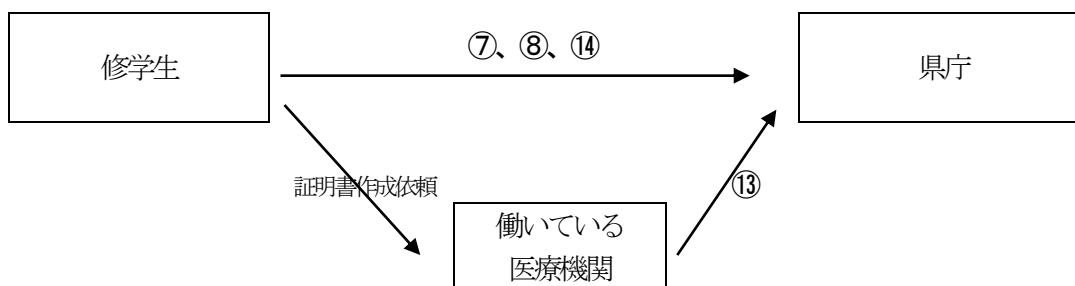 ⑦、⑧、⑭
修学生
県庁
証明書作成依頼
⑬
働いている
医療機関